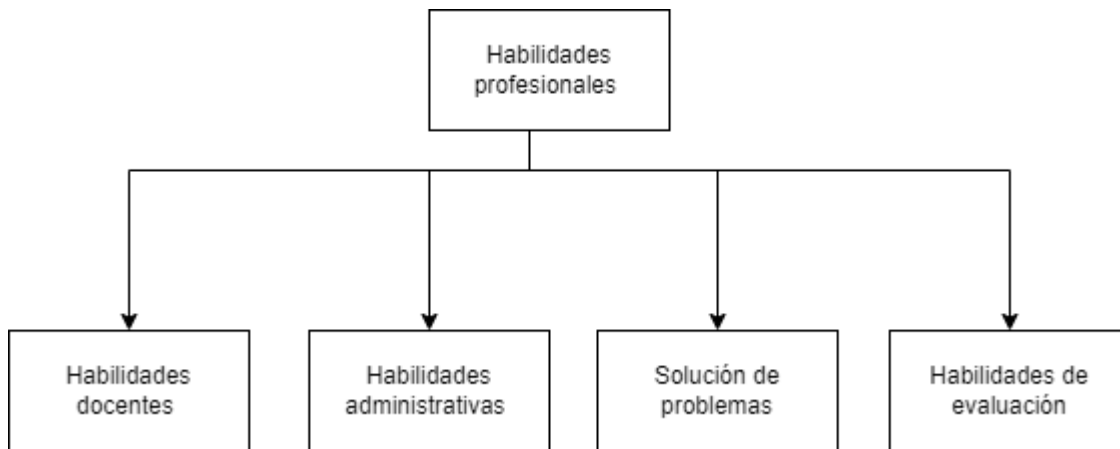 Habilidades
profesionales
Habilidades
docentes
Habilidades
administrativas
Solución de
problemas
Habilidades de
evaluación